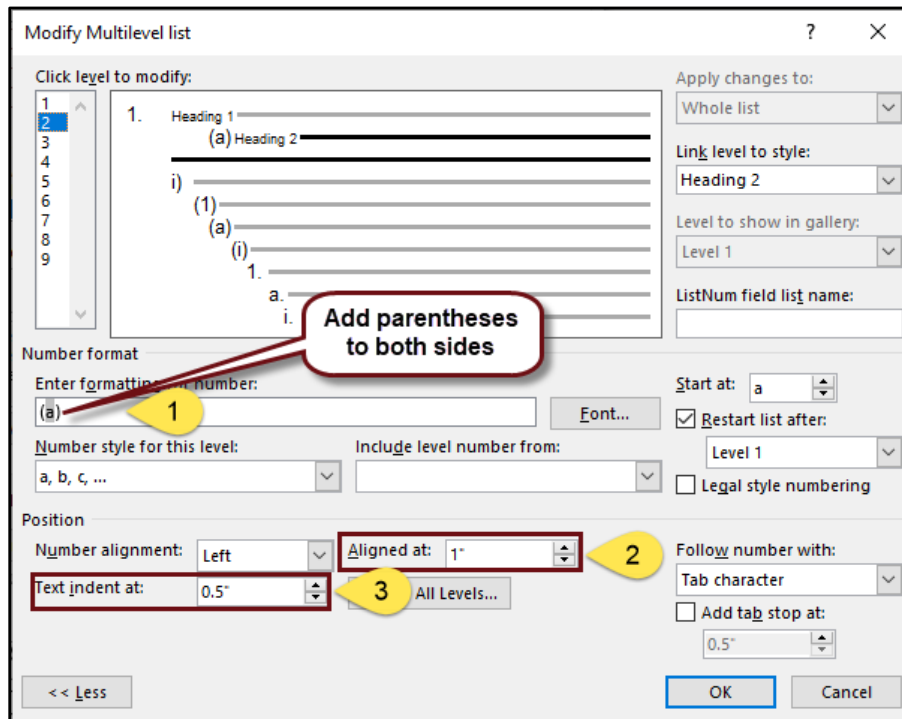 Modify Multilevel list
?
Click level to modify:
1
2
3
4
5
6
7
8
9
1. Heading 1
(a) Heading 2
i)
(1)
(a)
(i)
1.
a.
i.
Apply changes to:
Whole list
Link level to style:
Heading 2
Level to show in gallery:
Level 1
ListNum field list name:
Add parentheses
to both sides
Number format
Enter formatting r number:
(a)
1
Font...
Start at: a
Restart list after:
Level 1
Number style for this level:
a, b, c, ...
Include level number from:
Legal style numbering
Position
Number alignment: Left
Aligned at: 1"
2
Text indent at: 0.5"
3
All Levels...
Follow number with:
Tab character
Add tab stop at:
0.5"
<< Less
OK
Cancel